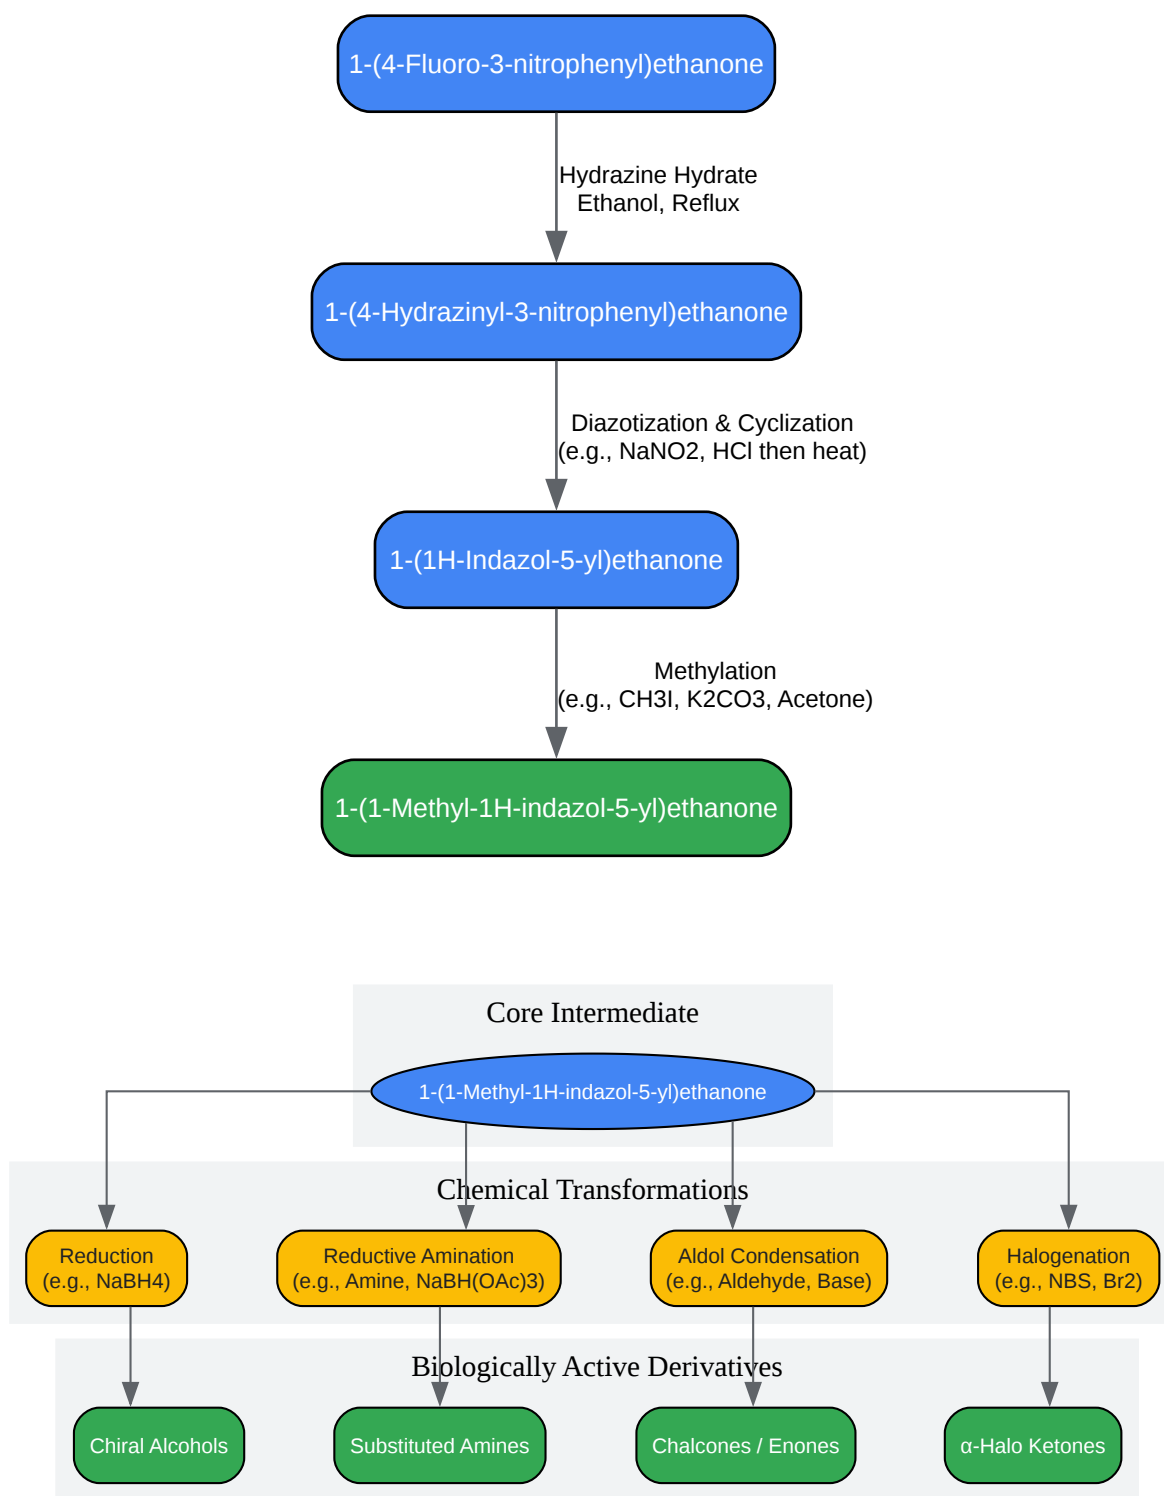 1-(4-Fluoro-3-nitrophenyl)ethanone
Hydrazine Hydrate
Ethanol, Reflux
1-(4-Hydrazinyl-3-nitrophenyl)ethanone
Diazotization & Cyclization
(e.g., NaNO2, HCl then heat)
1-(1H-Indazol-5-yl)ethanone
Methylation
(e.g., CH3I, K2CO3, Acetone)
1-(1-Methyl-1H-indazol-5-yl)ethanone
Core Intermediate
1-(1-Methyl-1H-indazol-5-yl)ethanone
Chemical Transformations
Reduction
(e.g., NaBH4)
Reductive Amination
(e.g., Amine, NaBH(OAc)3)
Aldol Condensation
(e.g., Aldehyde, Base)
Halogenation
(e.g., NBS, Br2)
Biologically Active Derivatives
Chiral Alcohols
Substituted Amines
Chalcones / Enones
α-Halo Ketones